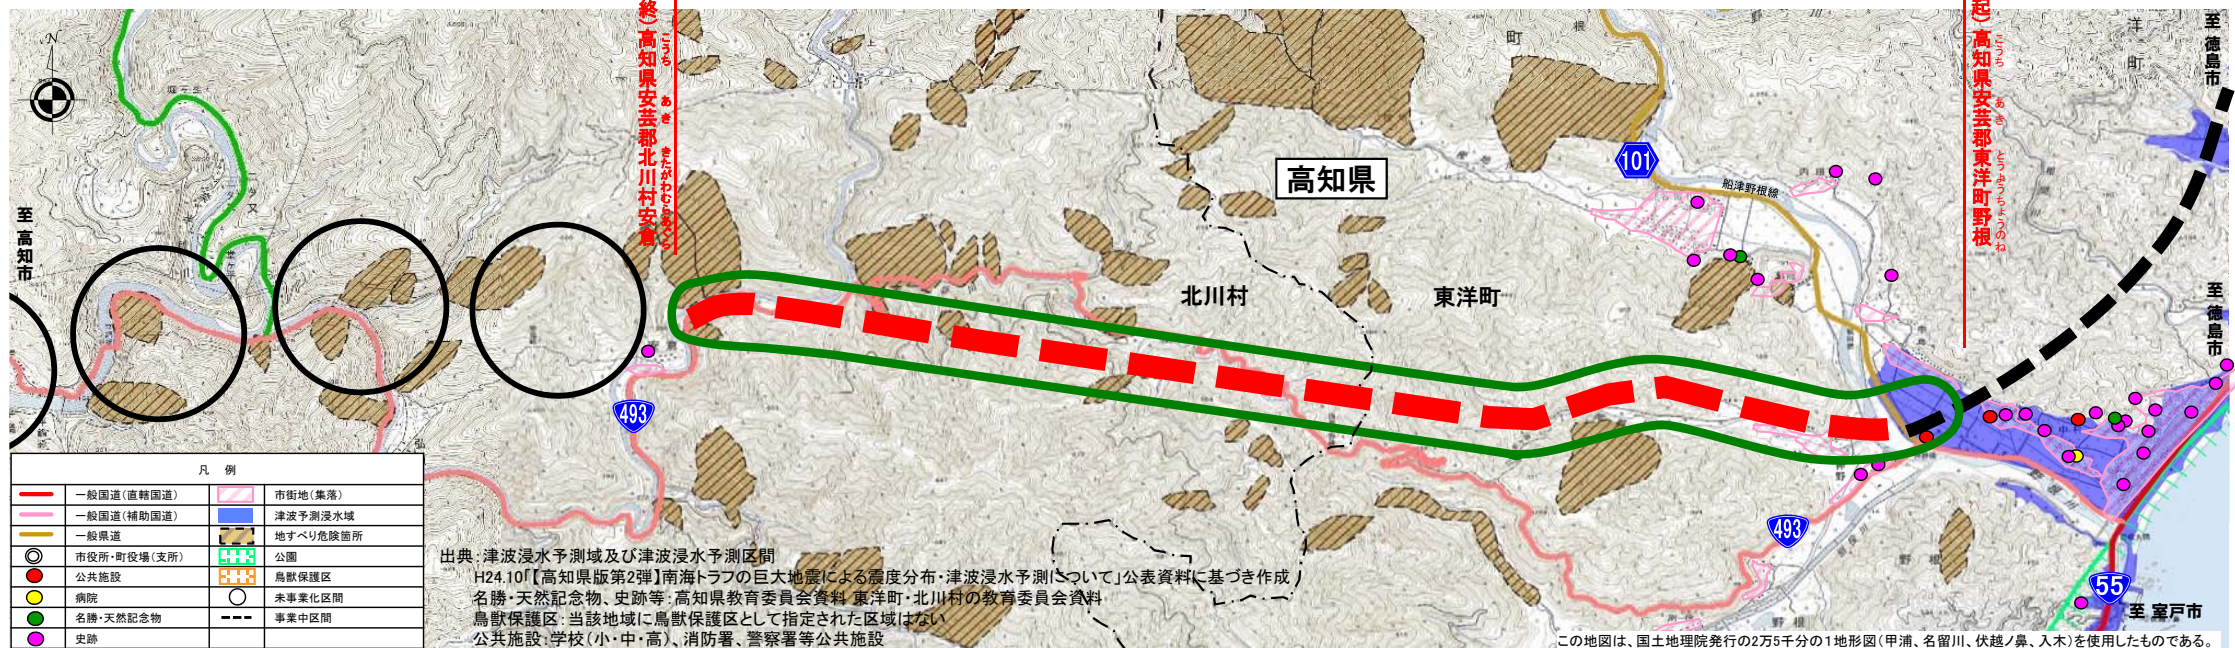 終)高知県安芸郡北川村安倉
こうち あき きたがわむらあぐら
起)高知県安芸郡東洋町野根
こうち あき とうようちょうのね
至 徳島市
洋
町
町
根
N
至 高知市
高知県
101
船津野根線
北川村
東洋町
至 徳島市
493
493
55
至 室戸市
野 根
野根
凡 例
一般国道(直轄国道)
市街地(集落)
一般国道(補助国道)
津波予測浸水域
一般県道
地すべり危険箇所
市役所・町役場(支所)
公園
公共施設
鳥獣保護区
病院
未事業化区間
名勝・天然記念物
事業中区間
史跡
出典:津波浸水予測域及び津波浸水予測区間
H24.10「【高知県版第2弾】南海トラフの巨大地震による震度分布・津波浸水予測について」公表資料に基づき作成
名勝・天然記念物、史跡等:高知県教育委員会資料 東洋町・北川村の教育委員会資料
鳥獣保護区:当該地域に鳥獣保護区として指定された区域はない
公共施設:学校(小・中・高)、消防署、警察署等公共施設
この地図は、国土地理院発行の2万5千分の1地形図(甲浦、名留川、伏越ノ鼻、入木)を使用したものである。